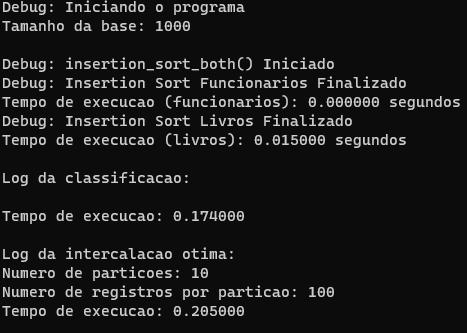 Debug: Iniciando o programa
Tamanho da base: 1000
Debug: insertion_sort_both() Iniciado
Debug: Insertion Sort Funcionarios Finalizado
Tempo de execucao (funcionarios): 0.000000 segundos
Debug: Insertion Sort Livros Finalizado
Tempo de execucao (livros): 0.015000 segundos
Log da classificacao:
Tempo de execucao: 0.174000
Log da intercalacao otima:
Numero de particoes: 10
Numero de registros por particao: 100
Tempo de execucao: 0.205000